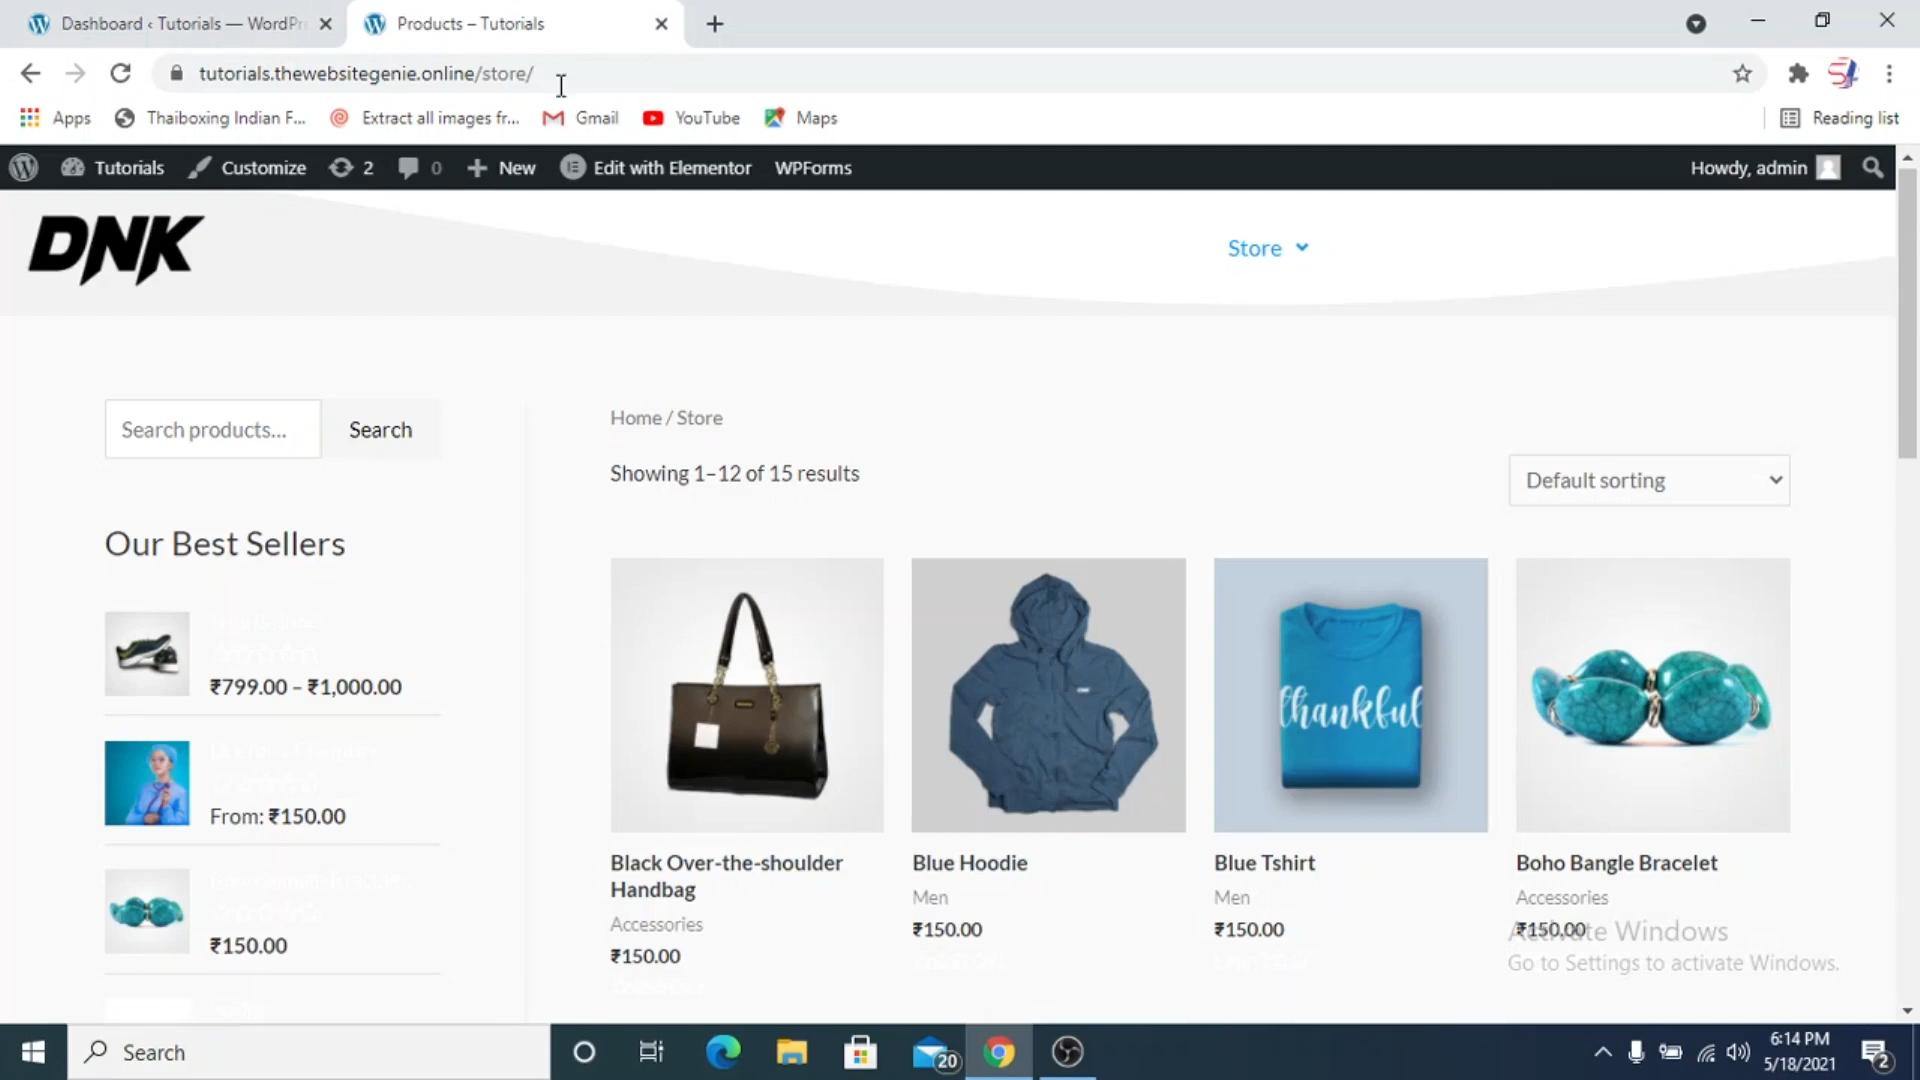 Dashboard ‹ Tutorials — WordPr
Products – Tutorials
tutorials.thewebsitegenie.online/store/
Apps
Thaiboxing Indian F...
Extract all images fr...
Gmail
YouTube
Maps
Reading list
Tutorials
Customize
2
0
New
Edit with Elementor
WPForms
Howdy, admin
DNK
Store
Search products...
Search
Home / Store
Showing 1–12 of 15 results
Default sorting
Our Best Sellers
₹799.00 – ₹1,000.00
From: ₹150.00
₹150.00
thankful
Black Over-the-shoulder
Handbag
Accessories
₹150.00
Blue Hoodie
Men
₹150.00
Blue Tshirt
Men
₹150.00
Boho Bangle Bracelet
Accessories
₹150.00
Activate Windows
Go to Settings to activate Windows.
Search
20
6:14 PM
5/18/2021
2